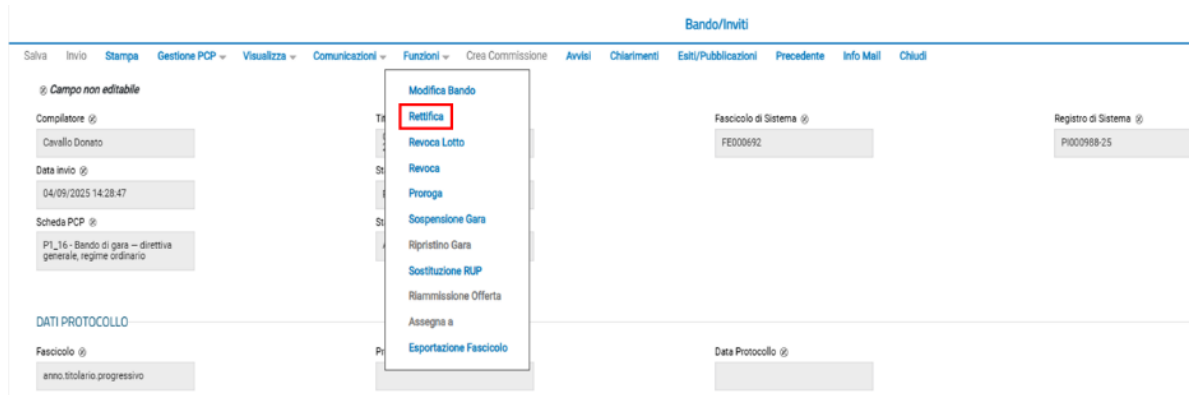 Bando/Inviti
Salva Invio Stampa Gestione PCP Visualizza Comunicazioni Funzioni Crea Commissione Avvisi Chiarimenti Esiti/Pubblicazioni Precedente Info Mail Chiudi
Campo non editabile
Modifica Bando
Rettifica
Revoca Lotto
Revoca
Proroga
Sospensione Gara
Ripristino Gara
Sostituzione RUP
Riammissione Offerta
Assegna a
Esportazione Fascicolo
Compilatore
Fascicolo di Sistema
Registro di Sistema
Cavallo Donato
FE000692
PI000988-25
Data invio
04/09/2025 14:28:47
Scheda PCP
P1_16 - Bando di gara – direttiva
generale, regime ordinario
DATI PROTOCOLLO
Fascicolo
Data Protocollo
anno.titolario.progressivo